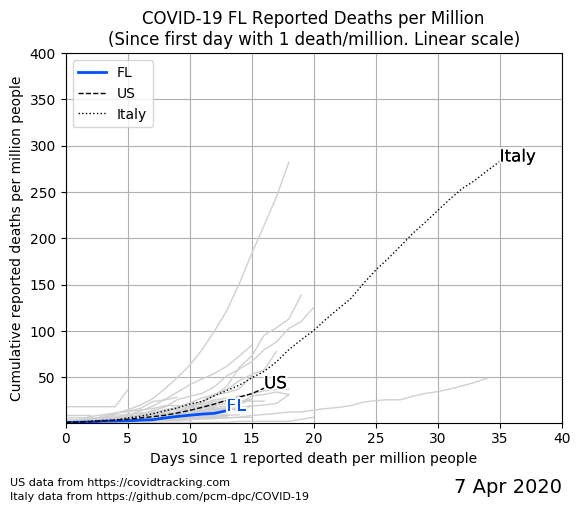 COVID-19 FL Reported Deaths per Million
(Since first day with 1 death/million. Linear scale)
Cumulative reported deaths per million people
400
350
300
250
200
150
100
50
FL
US
Italy
Italy
US
FL
0
5
10
15
20
25
30
35
40
Days since 1 reported death per million people
US data from https://covidtracking.com
Italy data from https://github.com/pcm-dpc/COVID-19
7 Apr 2020